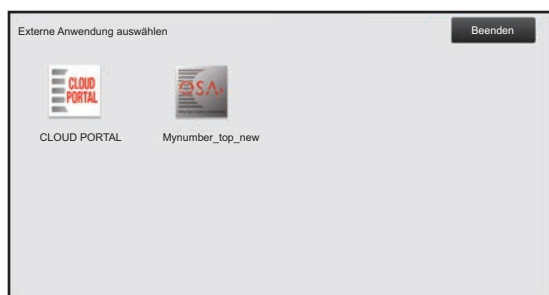 Externe Anwendung auswählen
Beenden
CLOUD
PORTAL
OSA
CLOUD PORTAL
Mynumber_top_new